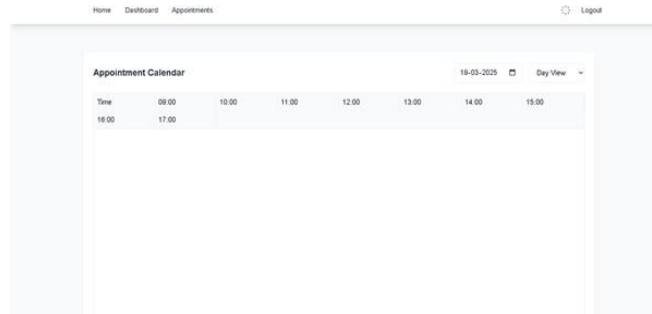 Home Dashboard Appointments Logout
Appointment Calendar 19-03-2025 Day View
Time 09:00 10:00 11:00 12:00 13:00 14:00 15:00
16:00 17:00